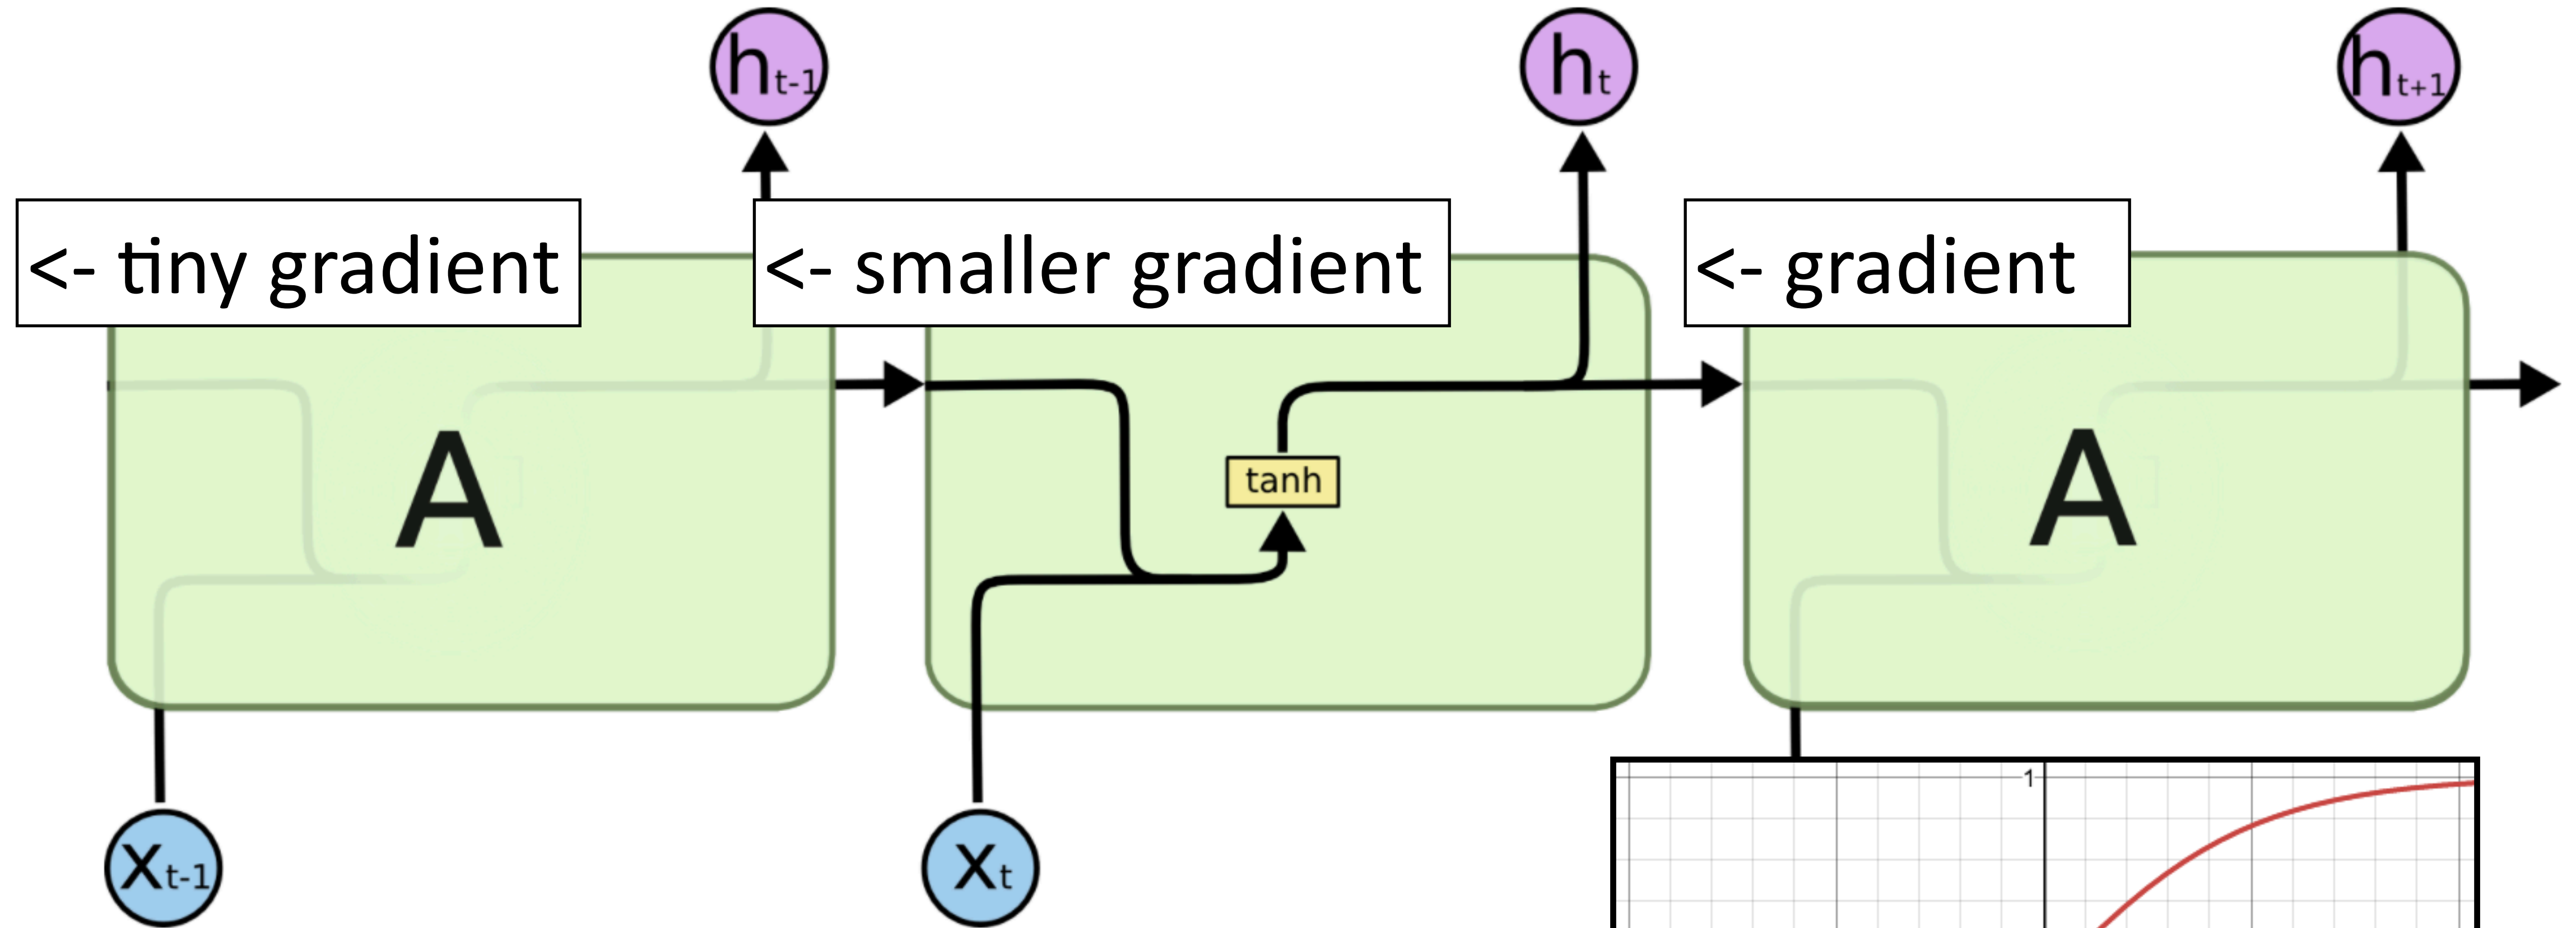 h t-1
h t
h t+1
<- tiny gradient
<- smaller gradient
<- gradient
A
tanh
A
1
x t-1
x t